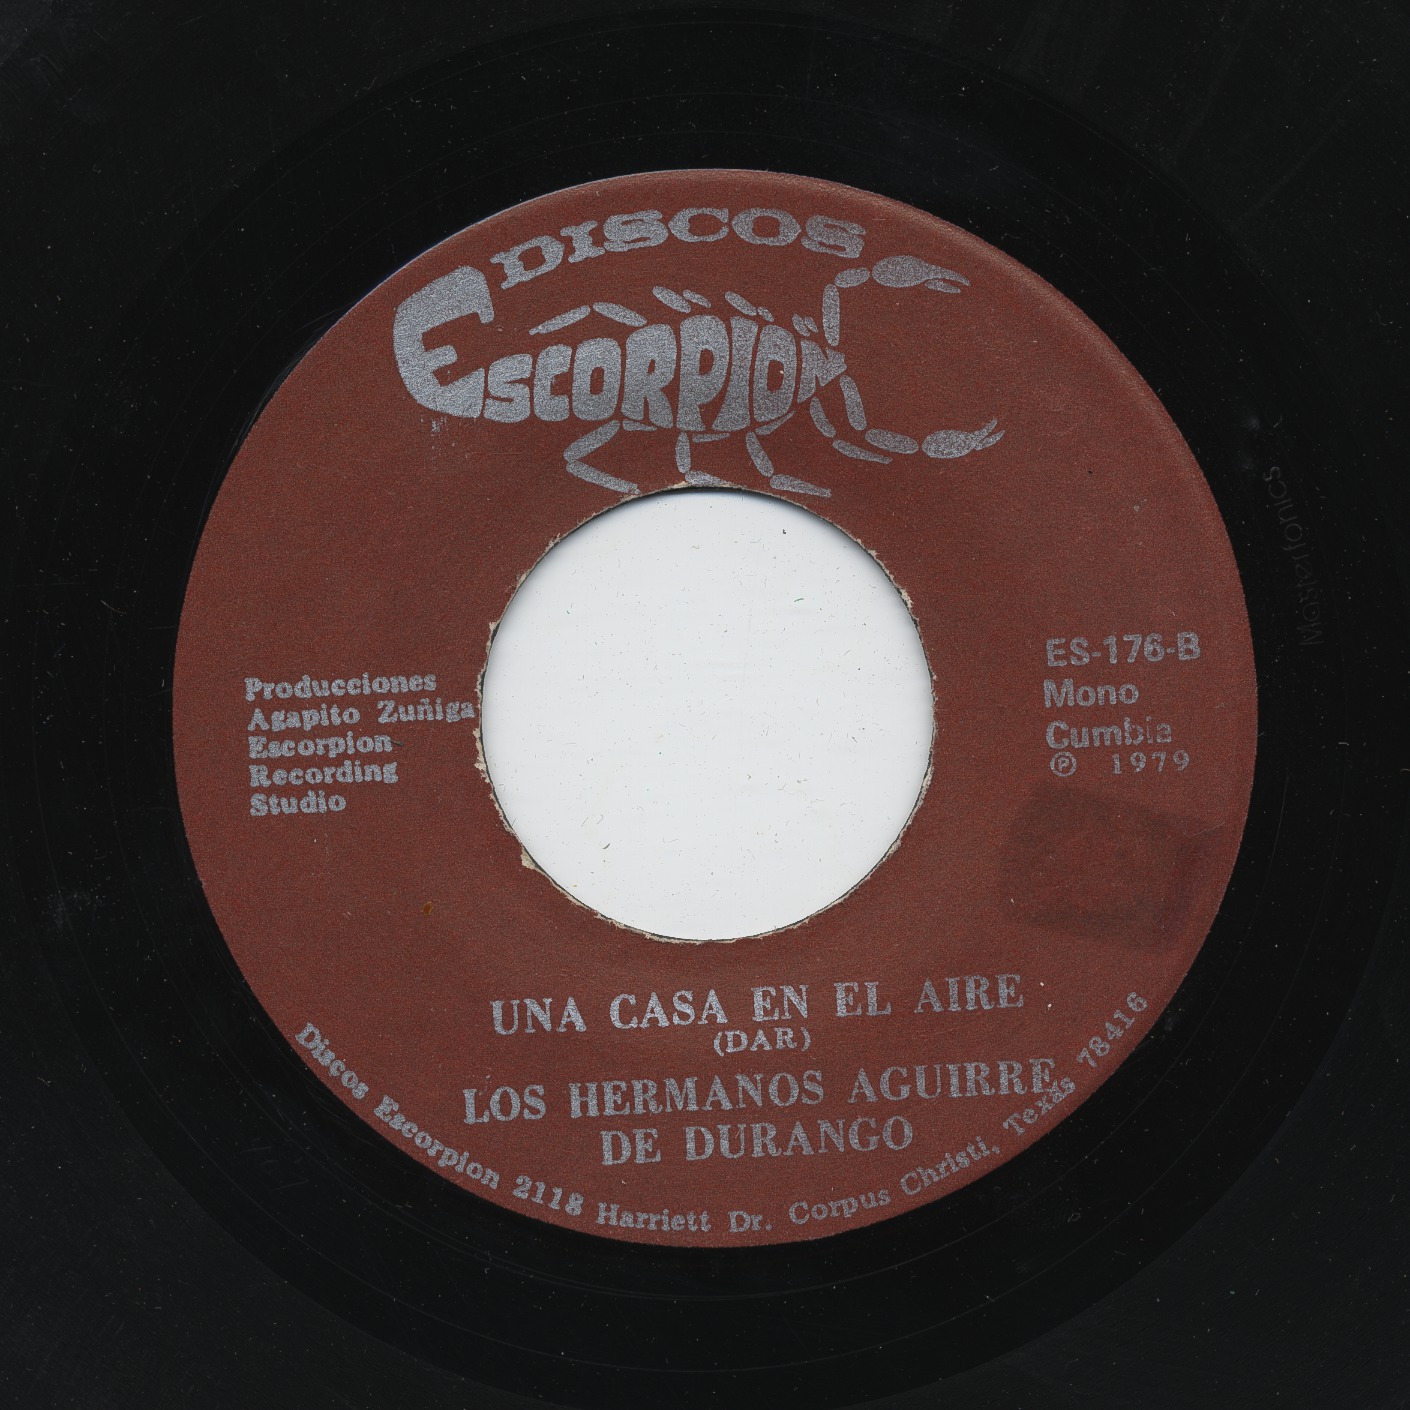 DISCOS
ESCORPION
Producciones
Agapito Zuñiga
Escorpion
Recording
Studio
ES-176-B
Mono
Cumbia
℗ 1979
UNA CASA EN EL AIRE
(DAR)
LOS HERMANOS AGUIRRE
DE DURANGO
Discos Escorpion 2118 Harriett Dr. Corpus Christi, Texas 78416
Masterfonics